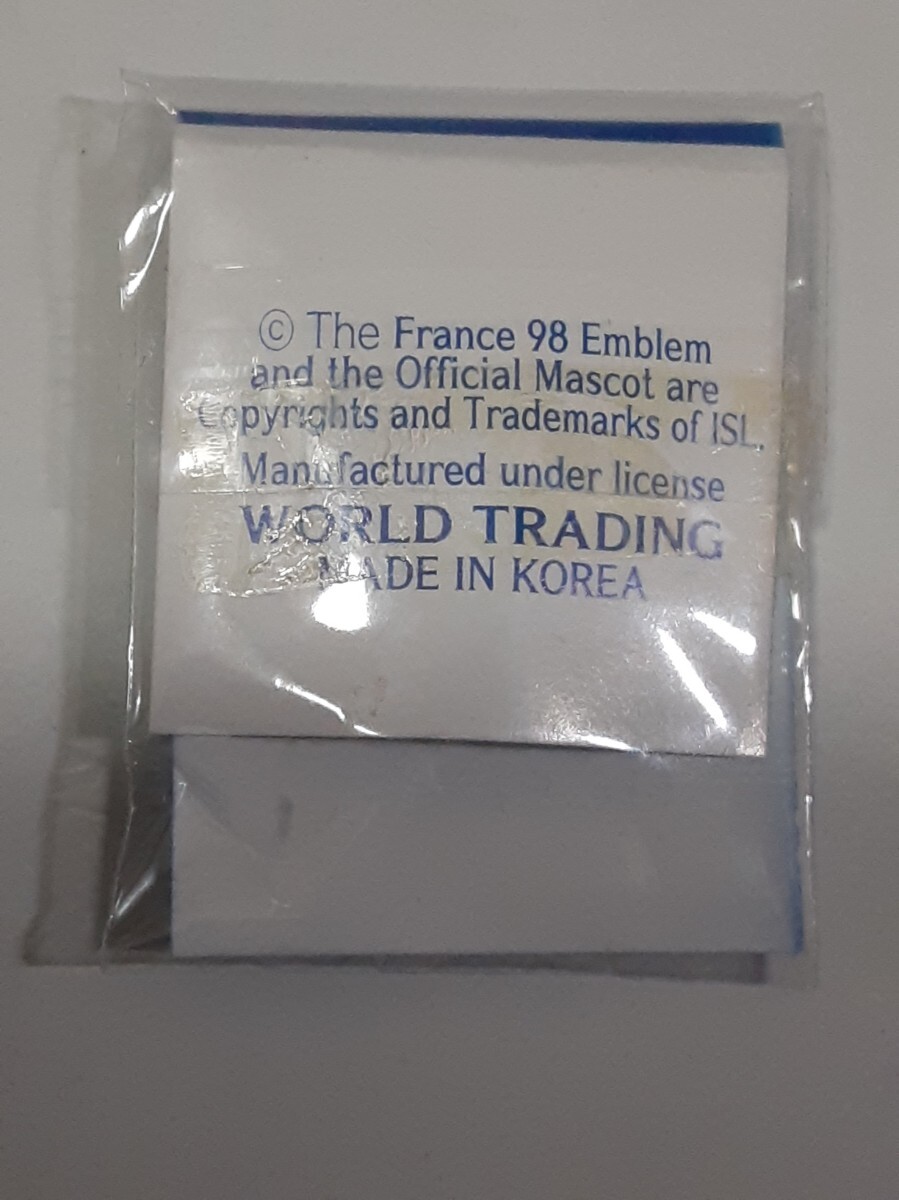 © The France 98 Emblem
and the Official Mascot are
Copyrights and Trademarks of ISL.
Manufactured under license
WORLD TRADING
MADE IN KOREA